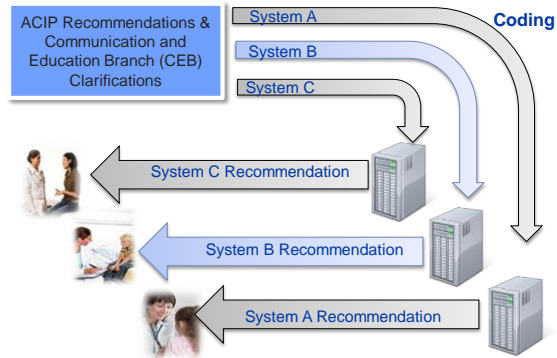 ACIP Recommendations &
Communication and
Education Branch (CEB)
Clarifications
System A
Coding
System B
System C
System C Recommendation
System B Recommendation
System A Recommendation